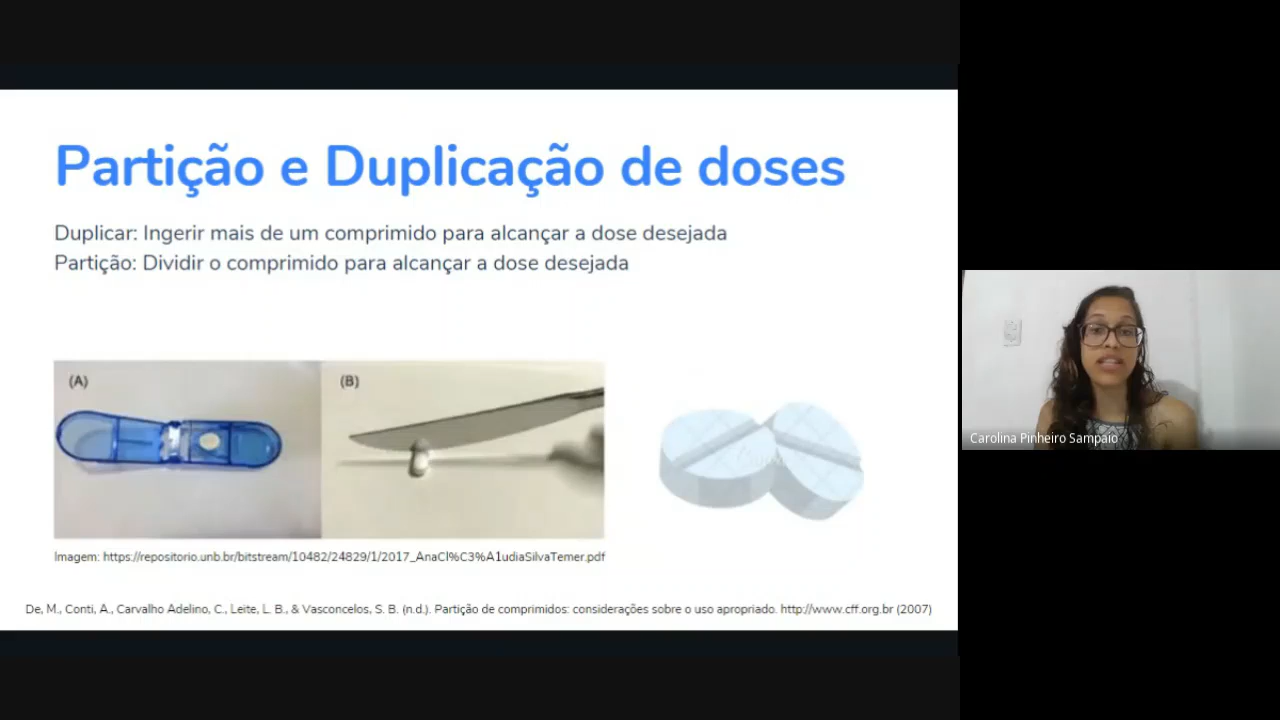 Partição e Duplicação de doses
Duplicar: Ingerir mais de um comprimido para alcançar a dose desejada
Partição: Dividir o comprimido para alcançar a dose desejada
(A)
(B)
Imagem: https://repositorio.unb.br/bitstream/10482/24829/1/2017_AnaCl%C3%A1udiaSilvaTemer.pdf
De, M., Conti, A., Carvalho Adelino, C., Leite, L. B., & Vasconcelos, S. B. (n.d.). Partição de comprimidos: considerações sobre o uso apropriado. http://www.cff.org.br (2007)
Carolina Pinheiro Sampaio